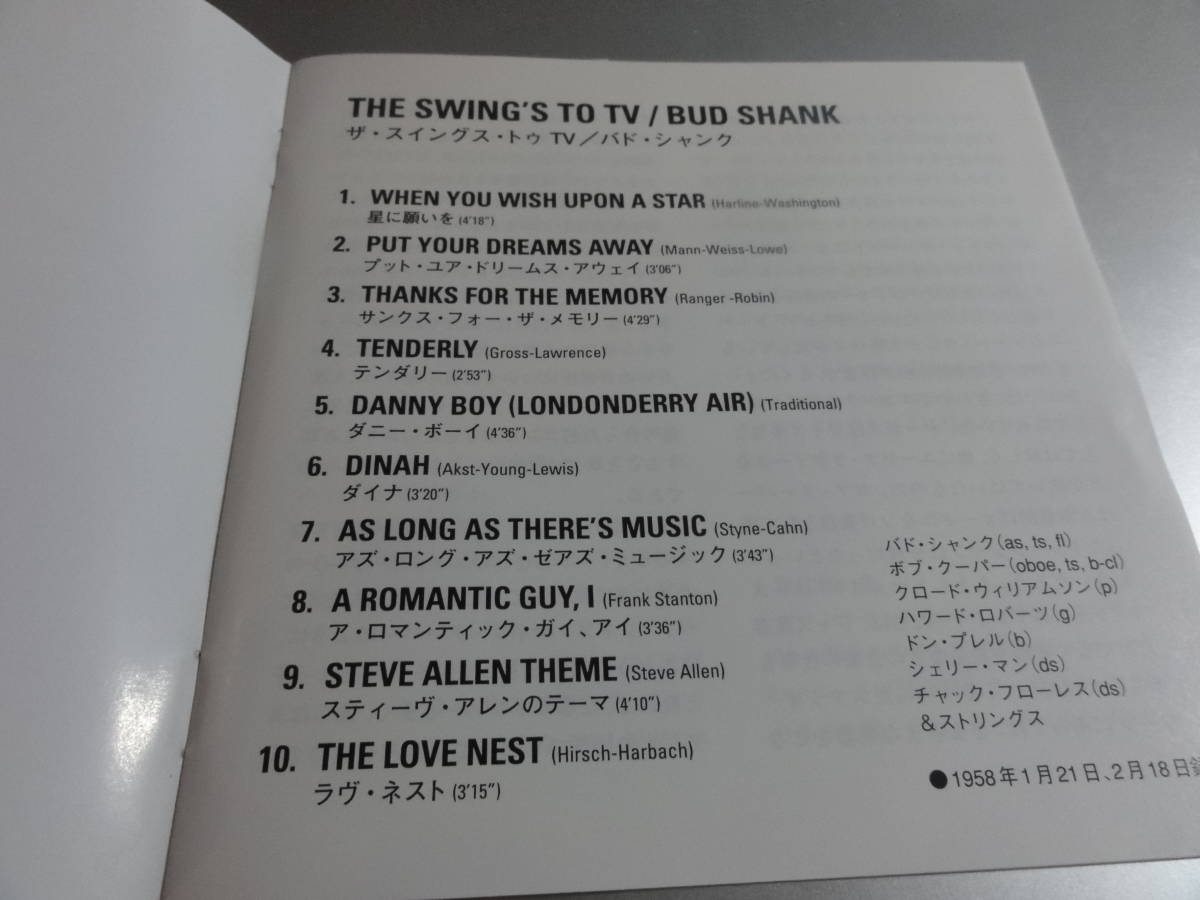 THE SWING'S TO TV / BUD SHANK
ザ・スイングス・トゥ TV／バド・シャンク
1. WHEN YOU WISH UPON A STAR (Harline-Washington)
星に願いを (4'18")
2. PUT YOUR DREAMS AWAY (Mann-Weiss-Lowe)
プット・ユア・ドリームス・アウェイ (3'06")
3. THANKS FOR THE MEMORY (Ranger -Robin)
サンクス・フォー・ザ・メモリー (4'29")
4. TENDERLY (Gross-Lawrence)
テンダリー (2'53")
5. DANNY BOY (LONDONDERRY AIR) (Traditional)
ダニー・ボーイ (4'36")
6. DINAH (Akst-Young-Lewis)
ダイナ (3'20")
7. AS LONG AS THERE'S MUSIC (Styne-Cahn)
アズ・ロング・アズ・ゼアズ・ミュージック (3'43")
8. A ROMANTIC GUY, I (Frank Stanton)
ア・ロマンティック・ガイ、アイ (3'36")
9. STEVE ALLEN THEME (Steve Allen)
スティーヴ・アレンのテーマ (4'10")
10. THE LOVE NEST (Hirsch-Harbach)
ラヴ・ネスト (3'15")
バド・シャンク(as, ts, fl)
ボブ・クーパー(oboe, ts, b-cl)
クロード・ウィリアムソン(p)
ハワード・ロバーツ(g)
ドン・プレル(b)
シェリー・マン(ds)
チャック・フローレス(ds)
&ストリングス
●1958年1月21日、2月18日録